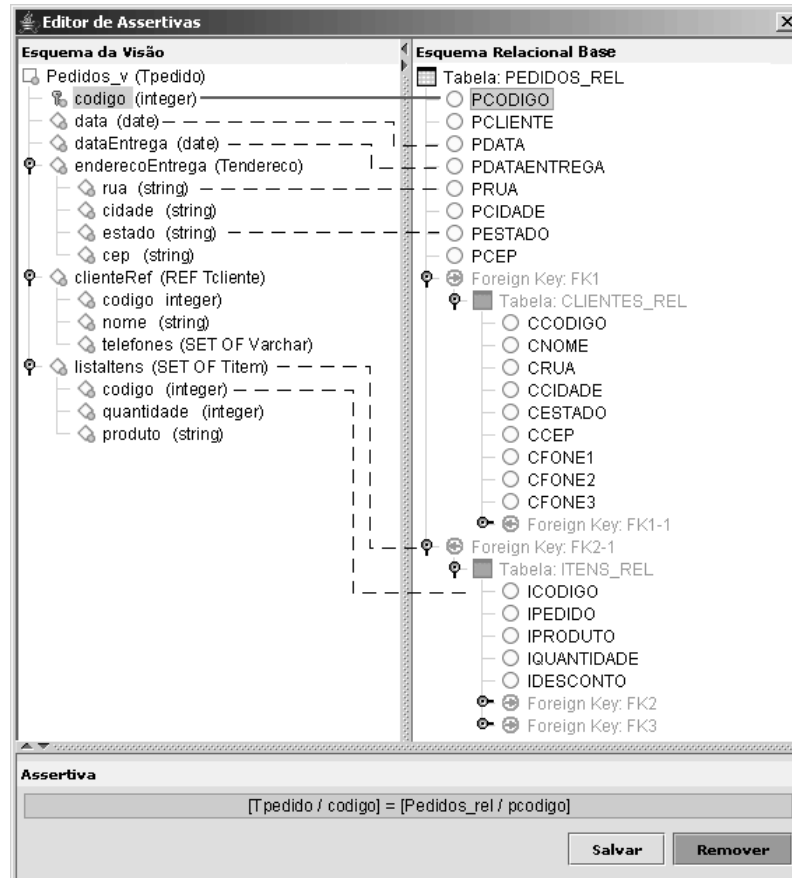 Editor de Assertivas
Esquema da Visão
Pedidos_v (Tpedido)
codigo (integer)
data (date)
dataEntrega (date)
enderecoEntrega (Tendereco)
rua (string)
cidade (string)
estado (string)
cep (string)
clienteRef (REF Tcliente)
codigo integer)
nome (string)
telefones (SET OF Varchar)
listaItens (SET OF Titem)
codigo (integer)
quantidade (integer)
produto (string)
Esquema Relacional Base
Tabela: PEDIDOS_REL
PCODIGO
PCLIENTE
PDATA
PDATAENTREGA
PRUA
PCIDADE
PESTADO
PCEP
Foreign Key: FK1
Tabela: CLIENTES_REL
CCODIGO
CNOME
CRUA
CCIDADE
CESTADO
CCEP
CFONE1
CFONE2
CFONE3
Foreign Key: FK1-1
Foreign Key: FK2-1
Tabela: ITENS_REL
ICODIGO
IPEDIDO
IPRODUTO
IQUANTIDADE
IDESCONTO
Foreign Key: FK2
Foreign Key: FK3
Assertiva
[Tpedido / codigo] = [Pedidos_rel / pcodigo]
Salvar Remover